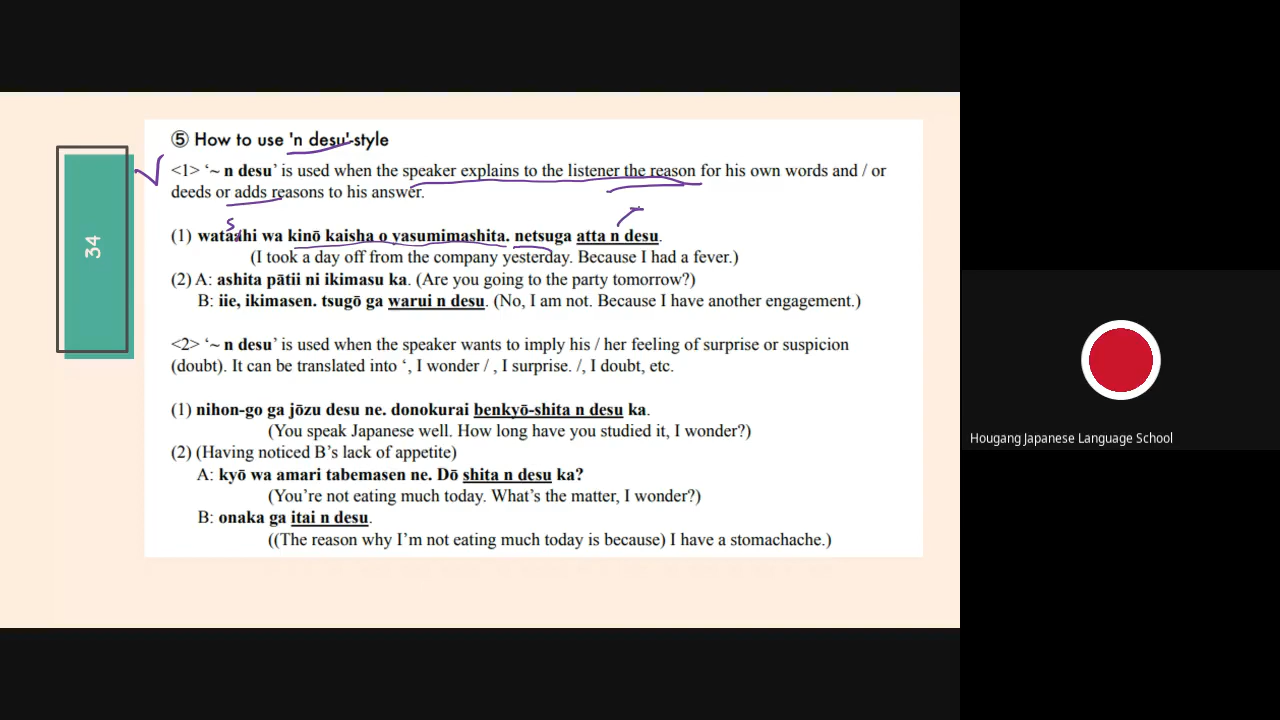 ⑤ How to use 'n desu'-style
<1> ‘~ n desu’ is used when the speaker explains to the listener the reason for his own words and / or
deeds or adds reasons to his answer.
s
(1) wataahi wa kinō kaisha o yasumimashita. netsuga atta n desu.
(I took a day off from the company yesterday. Because I had a fever.)
(2) A: ashita pātii ni ikimasu ka. (Are you going to the party tomorrow?)
B: iie, ikimasen. tsugō ga warui n desu. (No, I am not. Because I have another engagement.)
34
<2> ‘~ n desu’ is used when the speaker wants to imply his / her feeling of surprise or suspicion
(doubt). It can be translated into ‘, I wonder / , I surprise. /, I doubt, etc.
(1) nihon-go ga jōzu desu ne. donokurai benkyō-shita n desu ka.
(You speak Japanese well. How long have you studied it, I wonder?)
(2) (Having noticed B’s lack of appetite)
A: kyō wa amari tabemasen ne. Dō shita n desu ka?
(You’re not eating much today. What’s the matter, I wonder?)
B: onaka ga itai n desu.
((The reason why I’m not eating much today is because) I have a stomachache.)
Hougang Japanese Language School